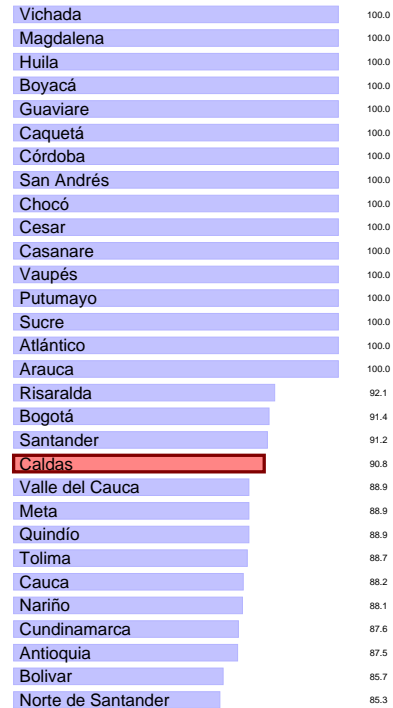 Vichada 100.0
Magdalena 100.0
Huila 100.0
Boyacá 100.0
Guaviare 100.0
Caquetá 100.0
Córdoba 100.0
San Andrés 100.0
Chocó 100.0
Cesar 100.0
Casanare 100.0
Vaupés 100.0
Putumayo 100.0
Sucre 100.0
Atlántico 100.0
Arauca 100.0
Risaralda 92.1
Bogotá 91.4
Santander 91.2
Caldas 90.8
Valle del Cauca 88.9
Meta 88.9
Quindío 88.9
Tolima 88.7
Cauca 88.2
Nariño 88.1
Cundinamarca 87.6
Antioquia 87.5
Bolivar 85.7
Norte de Santander 85.3